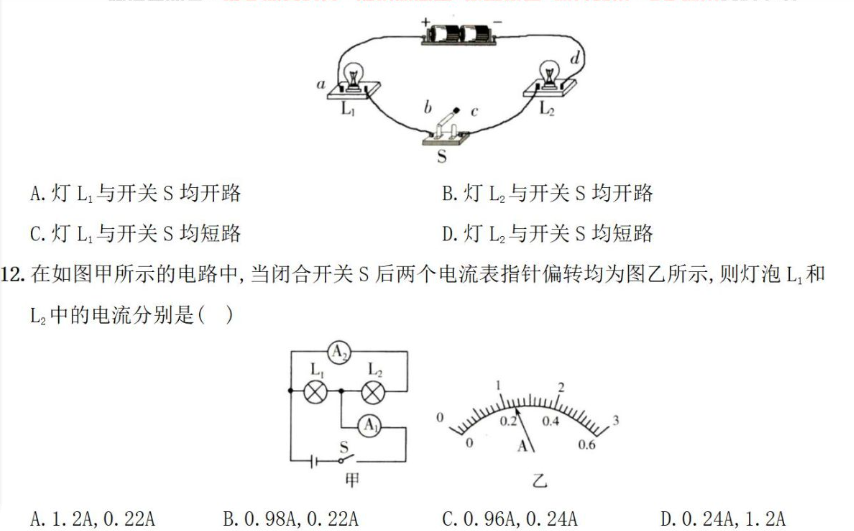 + −
a L₁ b c d L₂
S
A.灯 L₁与开关 S 均开路 B.灯 L₂与开关 S 均开路
C.灯 L₁与开关 S 均短路 D.灯 L₂与开关 S 均短路
12.在如图甲所示的电路中,当闭合开关 S 后两个电流表指针偏转均为图乙所示,则灯泡 L₁和
L₂中的电流分别是( )
A₂
L₁ L₂
A₁
S
甲
0 1 2 3
0 0.2 0.4 0.6
A
乙
A.1.2A,0.22A B.0.98A,0.22A C.0.96A,0.24A D.0.24A,1.2A